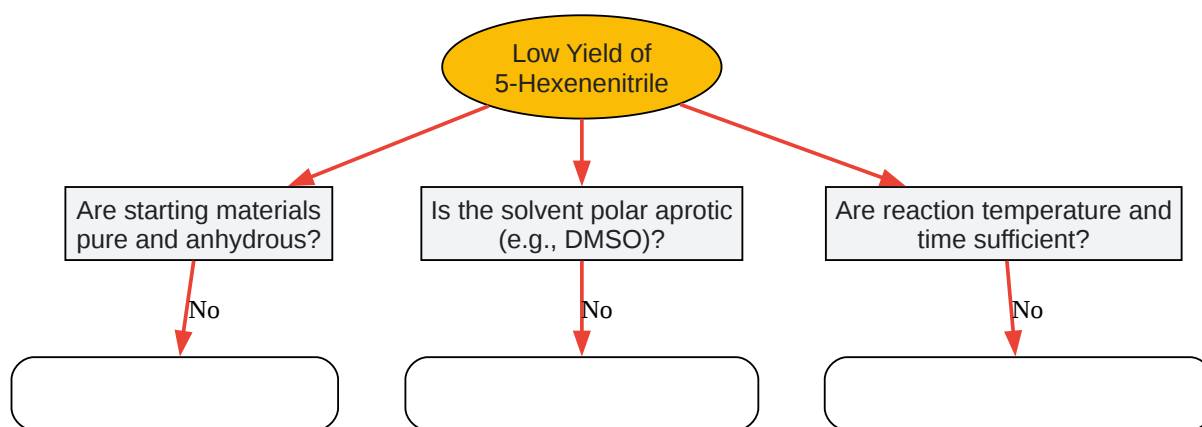 Low Yield of
5-Hexenenitrile
Are starting materials
pure and anhydrous?
Is the solvent polar aprotic
(e.g., DMSO)?
Are reaction temperature and
time sufficient?
No
No
No